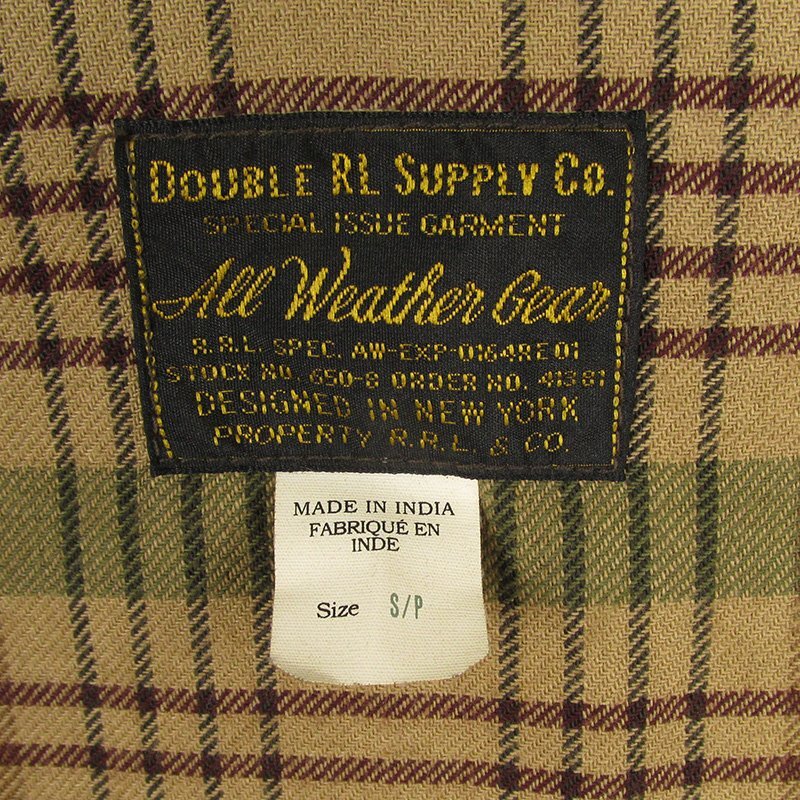 DOUBLE RL SUPPLY CO.
SPECIAL ISSUE GARMENT
All Weather Gear
R.R.L. SPEC. AW-EXP-0164RE01
STOCK NO. 650-8 ORDER NO. 41381
DESIGNED IN NEW YORK
PROPERTY R.R.L. & CO.
MADE IN INDIA
FABRIQUÉ EN
INDE
Size S/P